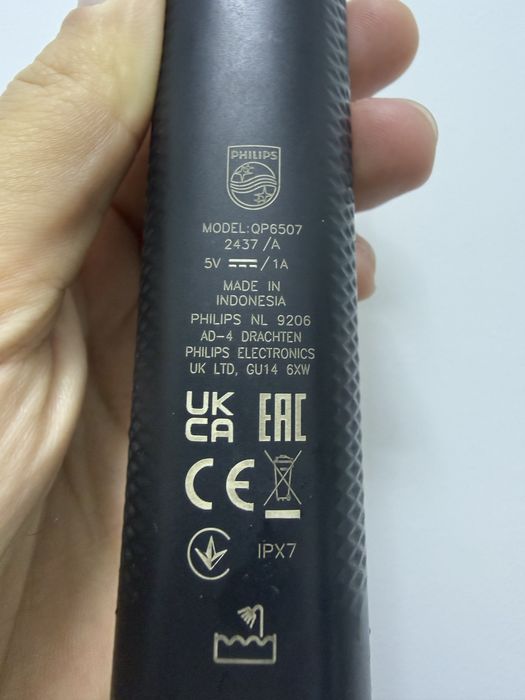 PHILIPS
MODEL:QP6507
2437 /A
5V ⎓ / 1A
MADE IN
INDONESIA
PHILIPS NL 9206
AD-4 DRACHTEN
PHILIPS ELECTRONICS
UK LTD, GU14 6XW
UK
CA
EAC
CE
IPX7